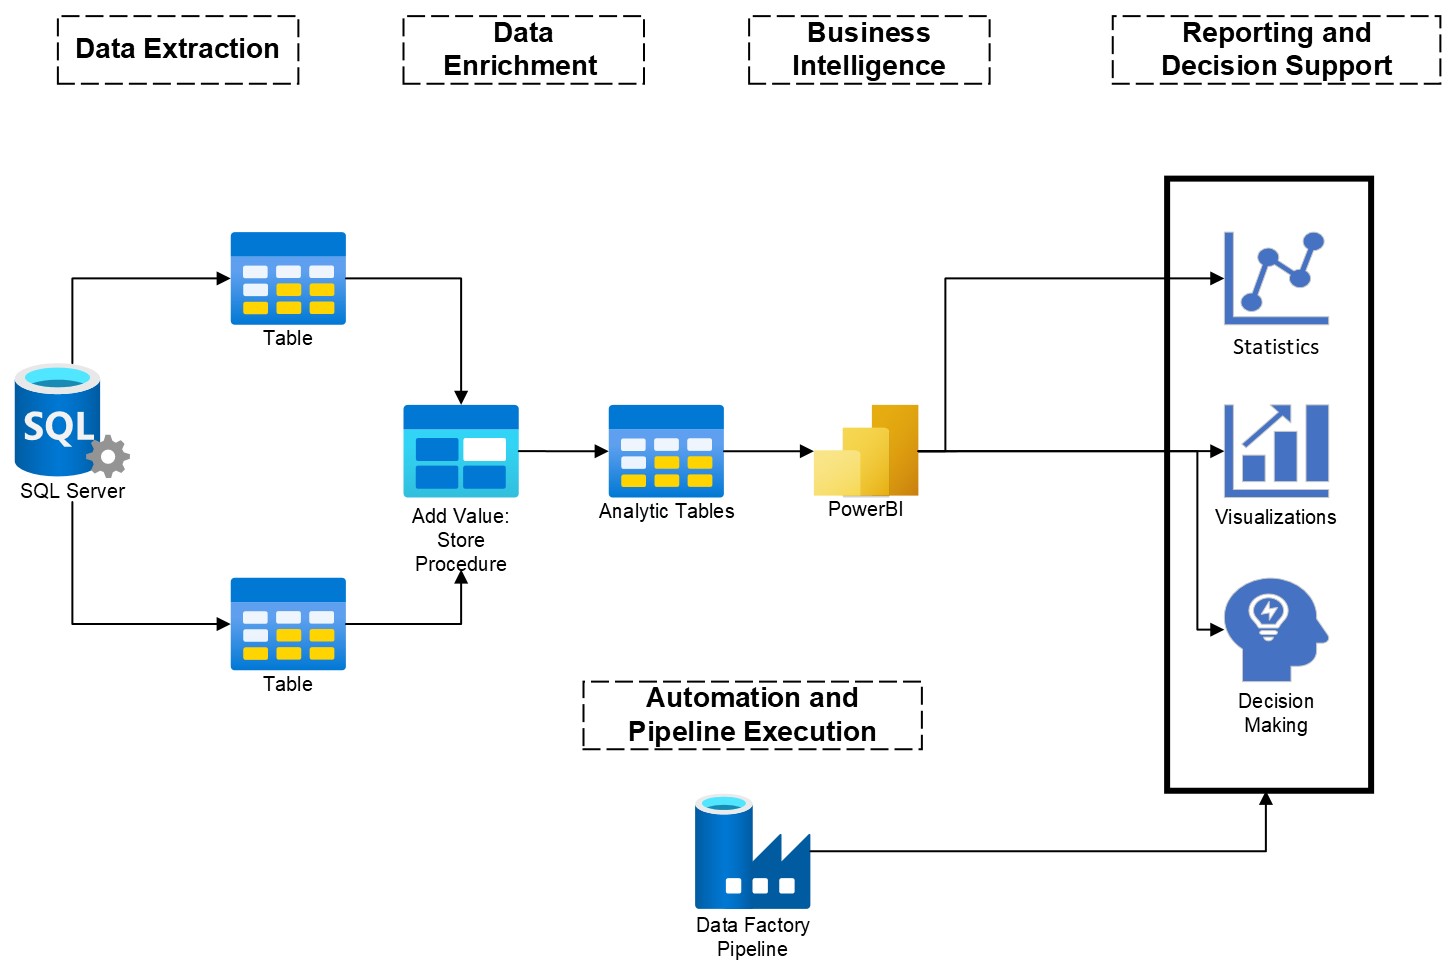 Data Extraction
Data
Enrichment
Business
Intelligence
Reporting and
Decision Support
Table
Statistics
SQL
SQL Server
Add Value:
Store
Procedure
Analytic Tables
PowerBI
Visualizations
Table
Decision
Making
Automation and
Pipeline Execution
Data Factory
Pipeline